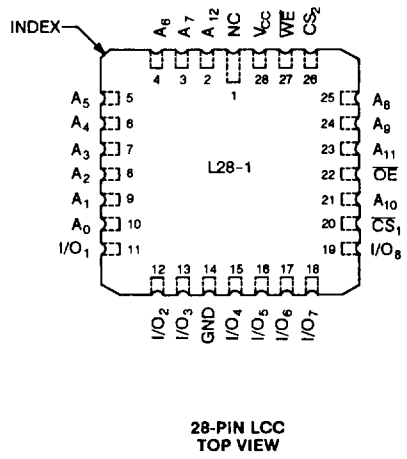 INDEX
A6 A7 A12 NC VCC W̅E̅ CS2
4 3 2 1 28 27 26
A5 5 25 A8
A4 6 24 A9
A3 7 23 A11
A2 8 L28-1 22 O̅E̅
A1 9 21 A10
A0 10 20 C̅S̅1
I/O1 11 19 I/O8
12 13 14 15 16 17 18
I/O2 I/O3 GND I/O4 I/O5 I/O6 I/O7
28-PIN LCC
TOP VIEW